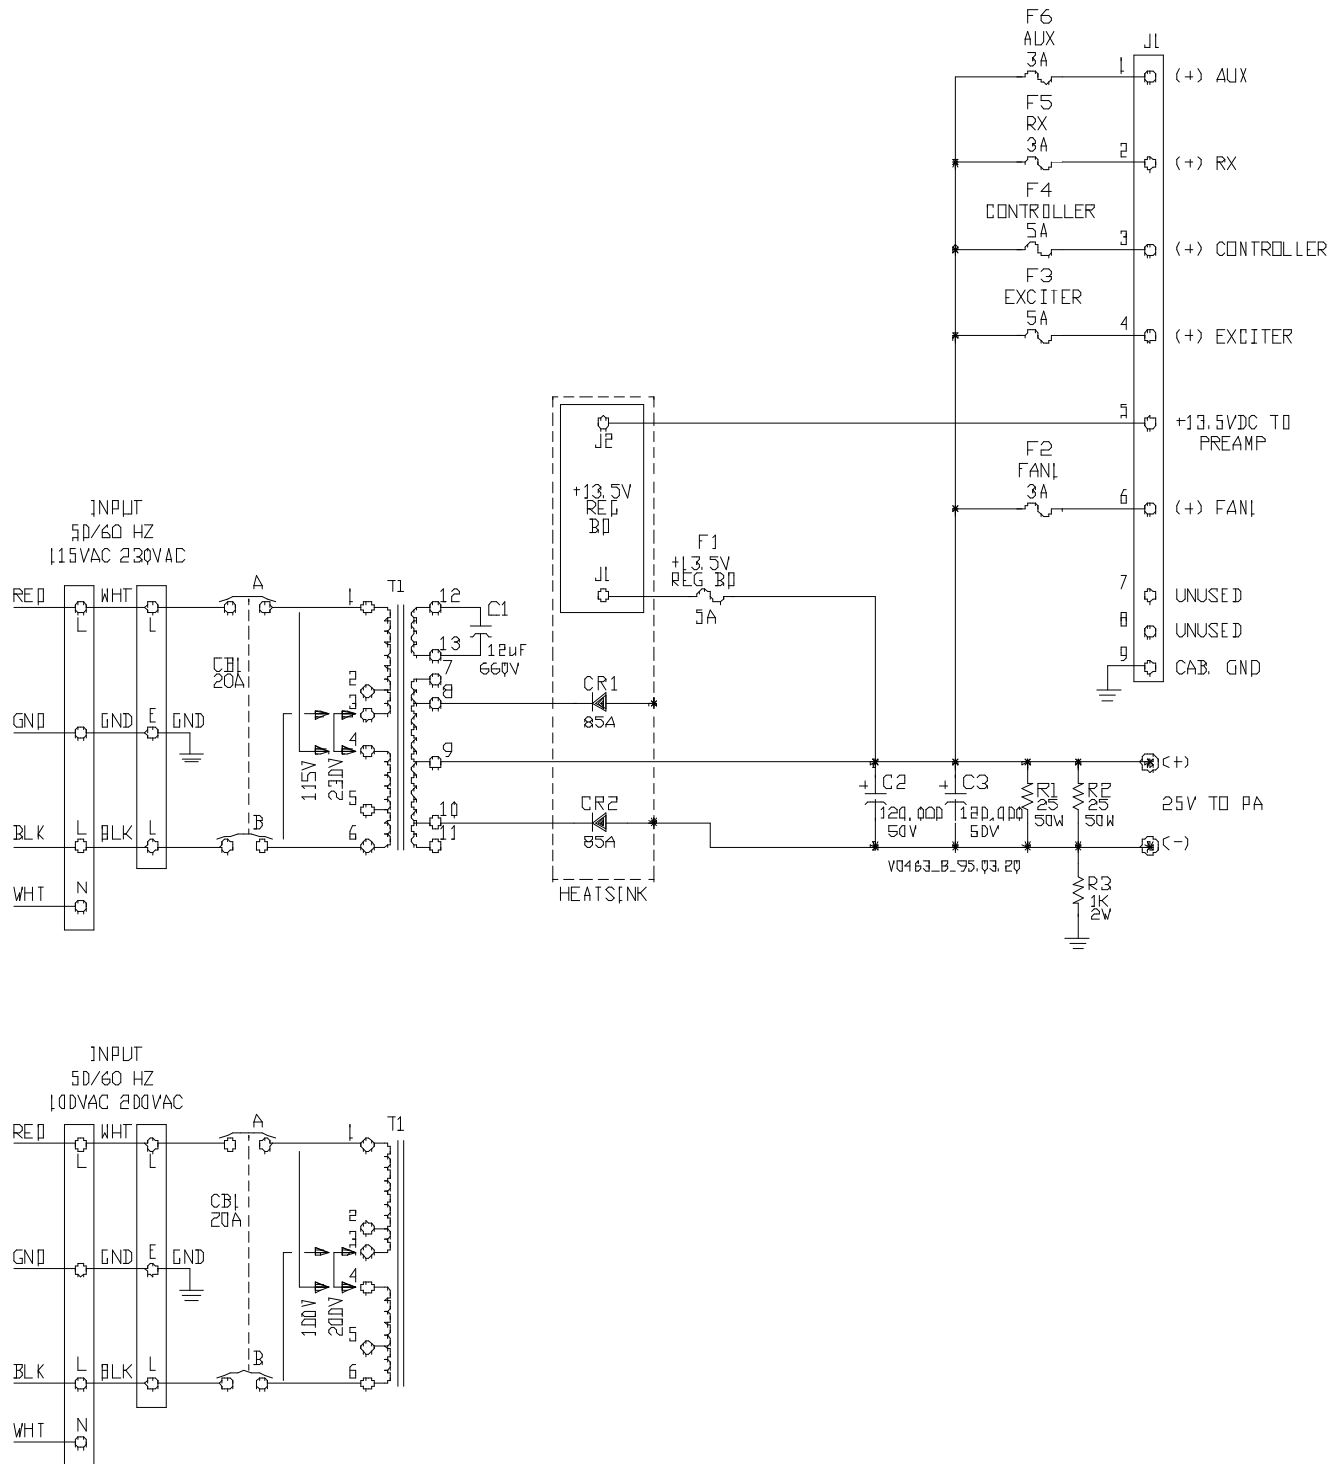 F6
AUX
3A
J1
1
(+) AUX
F5
RX
3A
2
(+) RX
F4
CONTROLLER
5A
3
(+) CONTROLLER
F3
EXCITER
5A
4
(+) EXCITER
5
+13.5VDC TO
PREAMP
J2
+13.5V
REG
BD
J1
F2
FAN1
3A
6
(+) FAN1
F1
+13.5V
REG BD
5A
7
UNUSED
8
UNUSED
9
CAB. GND
INPUT
50/60 HZ
115VAC 230VAC
RED
WHT
L
L
A
CB1
20A
GND
GND
E
GND
B
BLK
L
BLK
L
WHT
N
T1
1
2
3
4
5
6
115V
230V
12
C1
13
12uF
660V
7
8
9
10
11
CR1
85A
CR2
85A
HEATSINK
+
C2
120,000
50V
+
C3
120,000
50V
R1
25
50W
R2
25
50W
(+)
25V TO PA
(-)
V0463_B_95.03.20
R3
1K
2W
INPUT
50/60 HZ
100VAC 200VAC
RED
WHT
L
L
A
CB1
20A
GND
GND
E
GND
B
BLK
L
BLK
L
WHT
N
T1
1
2
3
4
5
6
100V
200V